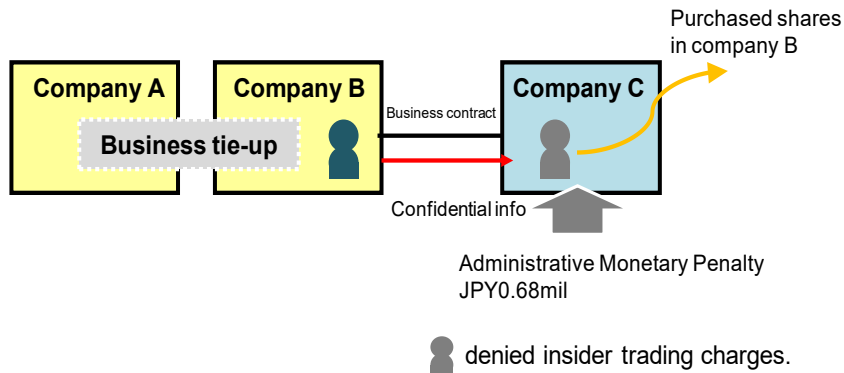 Purchased shares
in company B
Company A
Company B
Company C
Business contract
Business tie-up
Confidential info
Administrative Monetary Penalty
JPY0.68mil
denied insider trading charges.